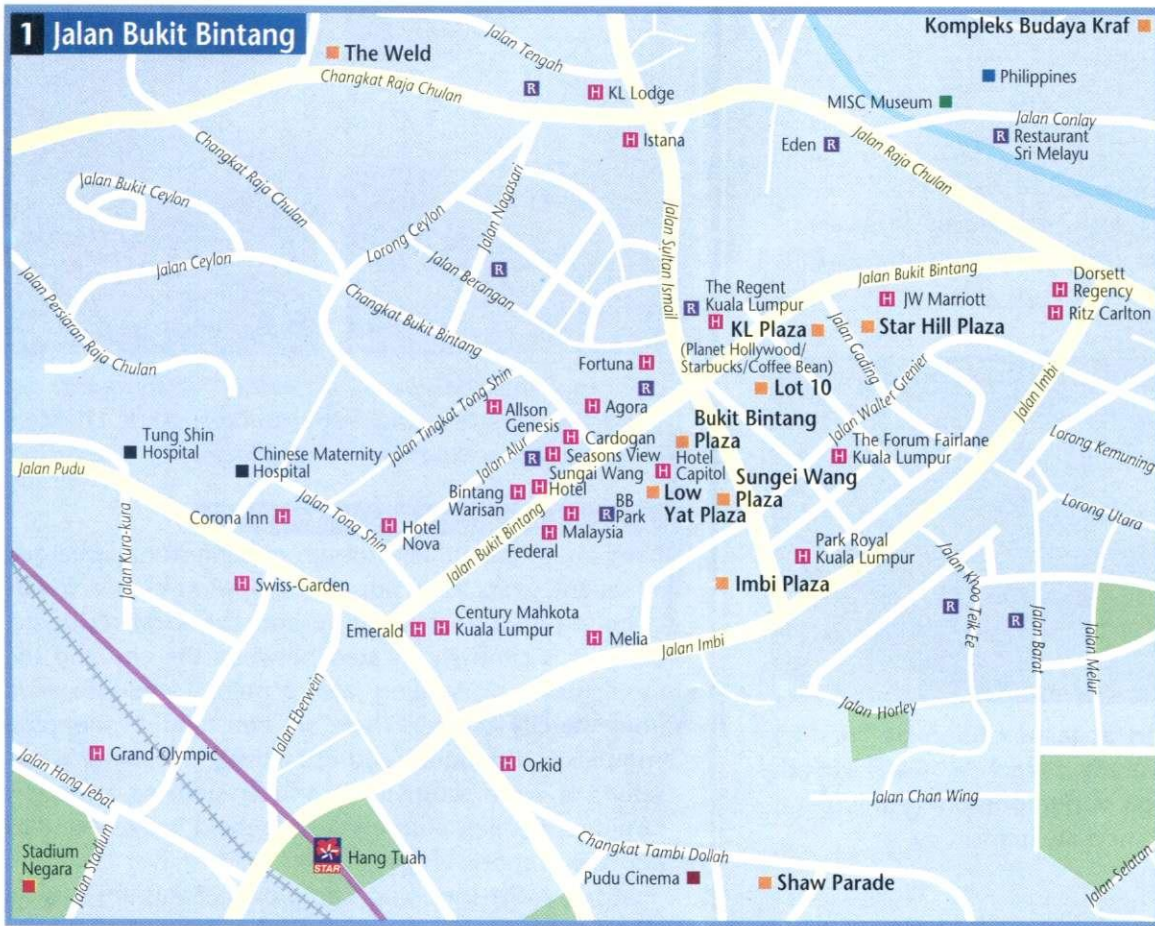 1 Jalan Bukit Bintang
Kompleks Budaya Kraf
The Weld
Jalan Tengah
Changkat Raja Chulan
R
H KL Lodge
Philippines
MISC Museum
Jalan Conlay
R Restaurant
Sri Melayu
H Istana
Eden R
Jalan Raja Chulan
Changkat Raja Chulan
Jalan Bukit Ceylon
Jalan Ceylon
Lorong Ceylon
Jalan Nagasari
R
Jalan Berangan
Jalan Sultan Ismail
Jalan Persiaran Raja Chulan
Changkat Bukit Bintang
Jalan Bukit Bintang
R
The Regent
Kuala Lumpur
H
KL Plaza
(Planet Hollywood/
Starbucks/Coffee Bean)
H
JW Marriott
Star Hill Plaza
H
Dorsett
Regency
H Ritz Carlton
Jalan Gading
Jalan Walter Grenier
Jalan Imbi
Fortuna H
R
Lot 10
Jalan Tingkat Tong Shin
H Allson
Genesis
H Agora
Bukit Bintang
Plaza
H Cardogan
Jalan Alur
R
H Seasons View
Hotel
Capitol
H
H
The Forum Fairlane
Kuala Lumpur
Lorong Kemuning
Lorong Utara
Tung Shin
Hospital
Chinese Maternity
Hospital
Jalan Pudu
Sungai Wang
Hotel
H
Bintang
Warisan H
Low
Yat Plaza
Sungei Wang
Plaza
BB
Park
R
H Malaysia
Federal H
Corona Inn H
Jalan Tong Shin
H Hotel
Nova
Jalan Kura-kura
Jalan Bukit Bintang
H
Park Royal
Kuala Lumpur
H Swiss-Garden
Imbi Plaza
Jalan Khoo Teik Ee
R
R
Jalan Barat
Jalan Melur
Emerald H
H
Century Mahkota
Kuala Lumpur
H Melia
Jalan Imbi
Jalan Eberwein
Jalan Horley
H Grand Olympic
Jalan Hang Jebat
H Orkid
Jalan Chan Wing
Jalan Stadium
Stadium
Negara
STAR
Hang Tuah
Changkat Tambi Dollah
Pudu Cinema
Shaw Parade
Jalan Selatan